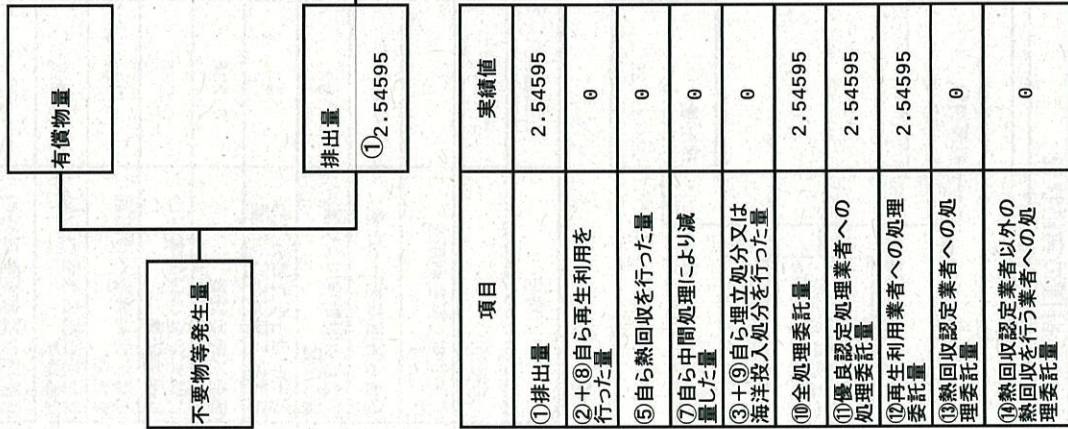 有償物量
不要物等発生量
排出量
①2.54595
項目
実績値
①排出量
2.54595
②+⑧自ら再生利用を
行った量
0
⑤自ら熱回収を行った量
0
⑦自ら中間処理により減
量した量
0
③+⑨自ら埋立処分又は
海洋投入処分を行った量
0
⑩全処理委託量
2.54595
⑪優良認定処理業者への
処理委託量
2.54595
⑫再生利用業者への処理
委託量
2.54595
⑬熱回収認定業者への処
理委託量
0
⑭熱回収認定業者以外の
熱回収を行う業者への処
理委託量
0